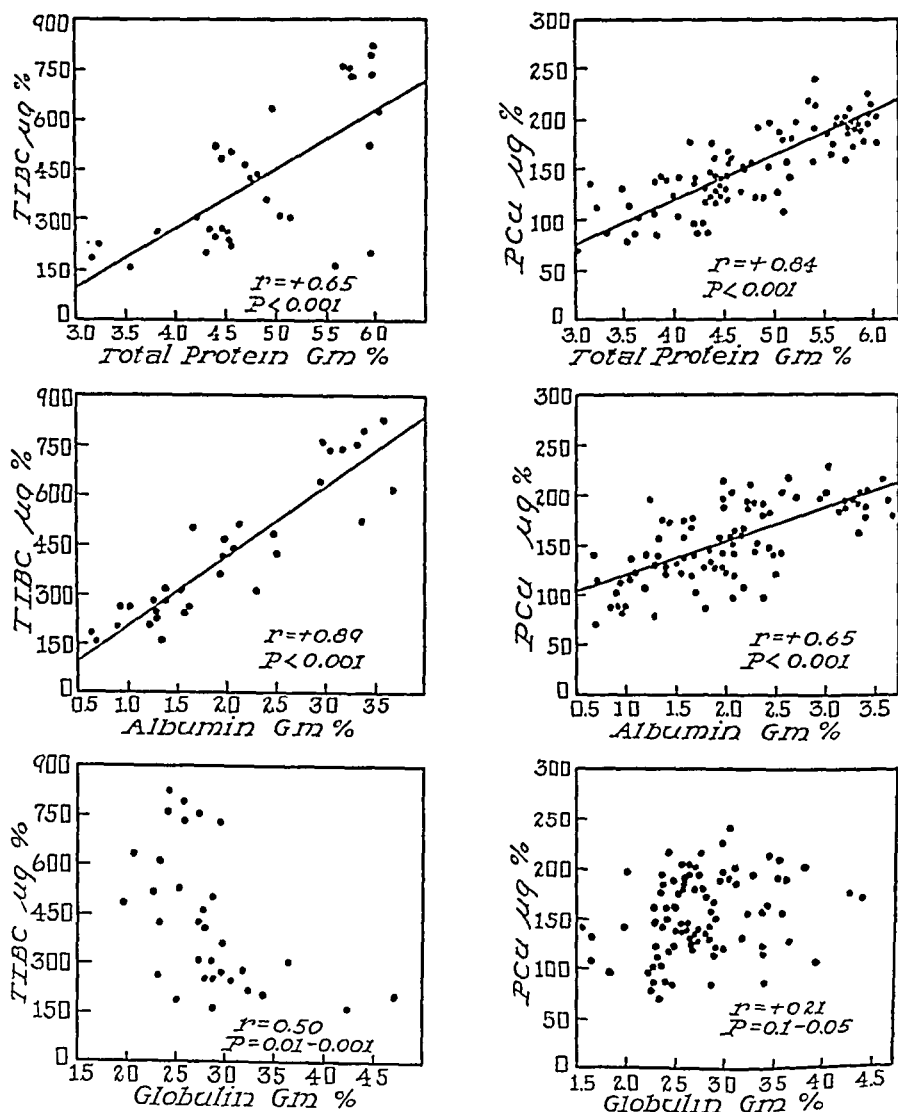 TIBC µg %
900
750
600
450
300
150
0
r=+0.65
P<0.001
3.0 3.5 4.0 4.5 5.0 5.5 6.0
Total Protein Gm %
PCu µg %
300
250
200
150
100
50
0
r=+0.84
P<0.001
3.0 3.5 4.0 4.5 5.0 5.5 6.0
Total Protein Gm %
TIBC µg %
900
750
600
450
300
150
0
r=+0.89
P<0.001
0.5 1.0 1.5 2.0 2.5 3.0 3.5
Albumin Gm %
PCu µg %
300
250
200
150
100
50
0
r=+0.65
P<0.001
0.5 1.0 1.5 2.0 2.5 3.0 3.5
Albumin Gm %
TIBC µg %
900
750
600
450
300
150
0
r=0.50
P=0.01-0.001
1.5 2.0 2.5 3.0 3.5 4.0 4.5
Globulin Gm %
PCu µg %
300
250
200
150
100
50
0
r=+0.21
P=0.1-0.05
1.5 2.0 2.5 3.0 3.5 4.0 4.5
Globulin Gm %